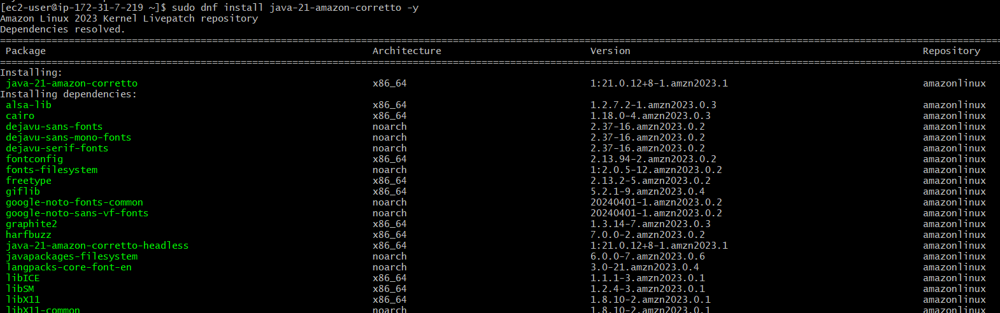 [ec2-user@ip-172-31-7-219 ~]$ sudo dnf install java-21-amazon-corretto -y
Amazon Linux 2023 Kernel Livepatch repository
Dependencies resolved.
Package Architecture Version Repository
Installing:
java-21-amazon-corretto x86_64 1:21.0.12+8-1.amzn2023.1 amazonlinux
Installing dependencies:
alsa-lib x86_64 1.2.7.2-1.amzn2023.0.3 amazonlinux
cairo x86_64 1.18.0-4.amzn2023.0.3 amazonlinux
dejavu-sans-fonts noarch 2.37-16.amzn2023.0.2 amazonlinux
dejavu-sans-mono-fonts noarch 2.37-16.amzn2023.0.2 amazonlinux
dejavu-serif-fonts noarch 2.37-16.amzn2023.0.2 amazonlinux
fontconfig x86_64 2.13.94-2.amzn2023.0.2 amazonlinux
fonts-filesystem noarch 1:2.0.5-12.amzn2023.0.2 amazonlinux
freetype x86_64 2.13.2-5.amzn2023.0.2 amazonlinux
giflib x86_64 5.2.1-9.amzn2023.0.4 amazonlinux
google-noto-fonts-common noarch 20240401-1.amzn2023.0.2 amazonlinux
google-noto-sans-vf-fonts noarch 20240401-1.amzn2023.0.2 amazonlinux
graphite2 x86_64 1.3.14-7.amzn2023.0.3 amazonlinux
harfbuzz x86_64 7.0.0-2.amzn2023.0.2 amazonlinux
java-21-amazon-corretto-headless x86_64 1:21.0.12+8-1.amzn2023.1 amazonlinux
javapackages-filesystem noarch 6.0.0-7.amzn2023.0.6 amazonlinux
langpacks-core-font-en noarch 3.0-21.amzn2023.0.4 amazonlinux
libICE x86_64 1.1.1-3.amzn2023.0.1 amazonlinux
libSM x86_64 1.2.4-3.amzn2023.0.1 amazonlinux
libX11 x86_64 1.8.10-2.amzn2023.0.1 amazonlinux
libX11-common noarch 1.8.10-2.amzn2023.0.1 amazonlinux